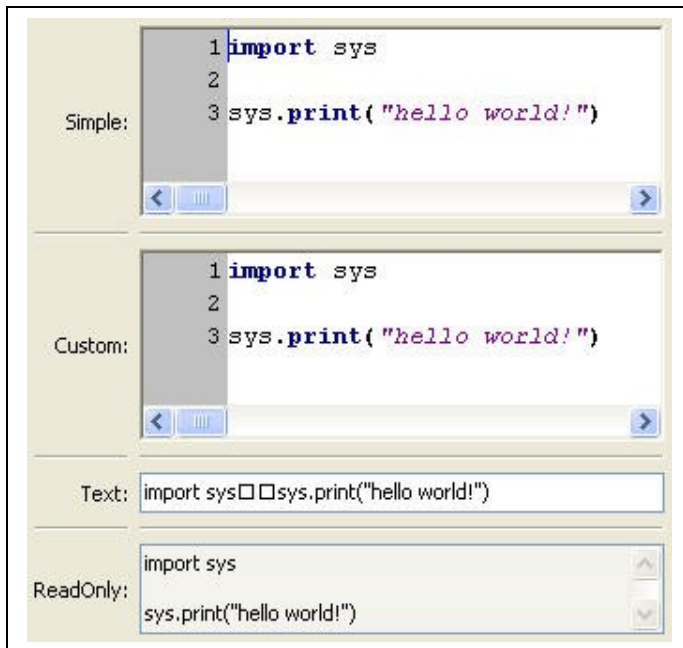 Simple:
1 import sys
2
3 sys.print("hello world!")
Custom:
1 import sys
2
3 sys.print("hello world!")
Text: import sys□□sys.print("hello world!")
ReadOnly:
import sys
sys.print("hello world!")